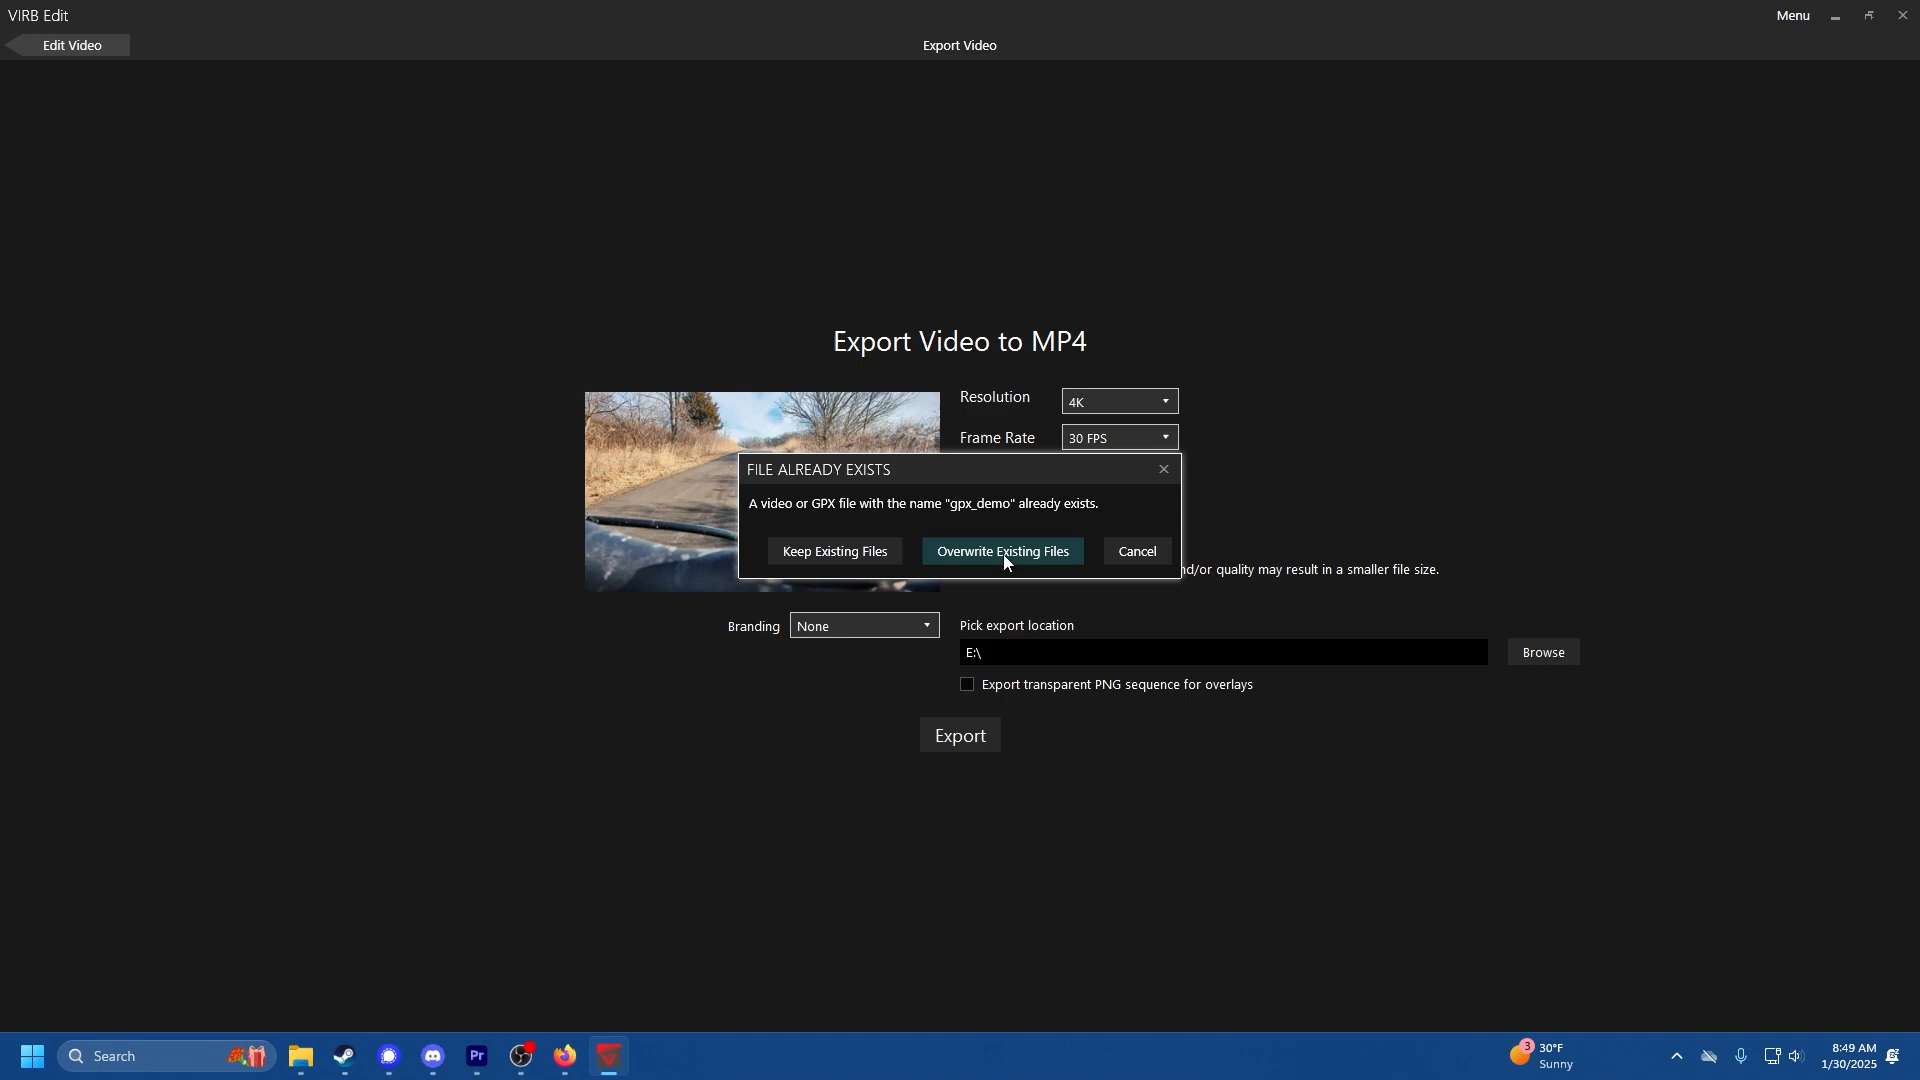 VIRB Edit
Menu
Edit Video
Export Video
Export Video to MP4
Resolution
4K
Frame Rate
30 FPS
FILE ALREADY EXISTS
A video or GPX file with the name "gpx_demo" already exists.
Keep Existing Files
Overwrite Existing Files
Cancel
nd/or quality may result in a smaller file size.
Branding
None
Pick export location
E:\
Browse
Export transparent PNG sequence for overlays
Export
Search
Pr
3
30°F
Sunny
8:49 AM
1/30/2025